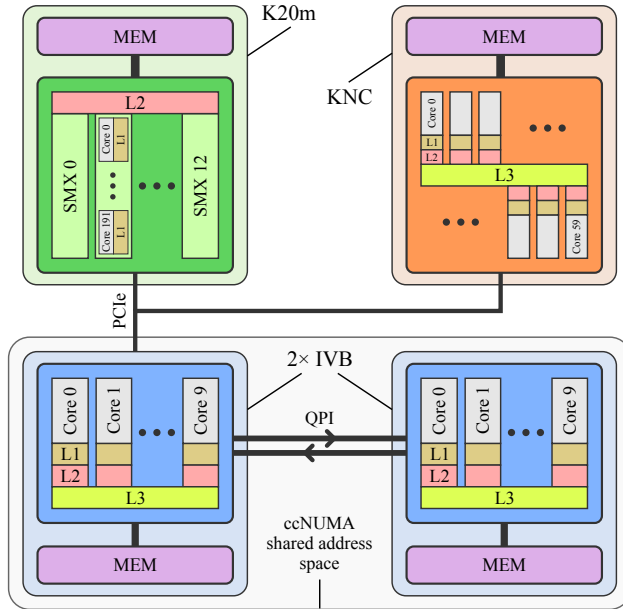 K20m
MEM
L2
SMX 0
Core 0
L1
Core 191
L1
SMX 12
KNC
MEM
Core 0
L1
L2
L3
Core 59
PCIe
2× IVB
Core 0
Core 1
Core 9
L1
L2
L3
MEM
QPI
Core 0
Core 1
Core 9
L1
L2
L3
MEM
ccNUMA
shared address
space